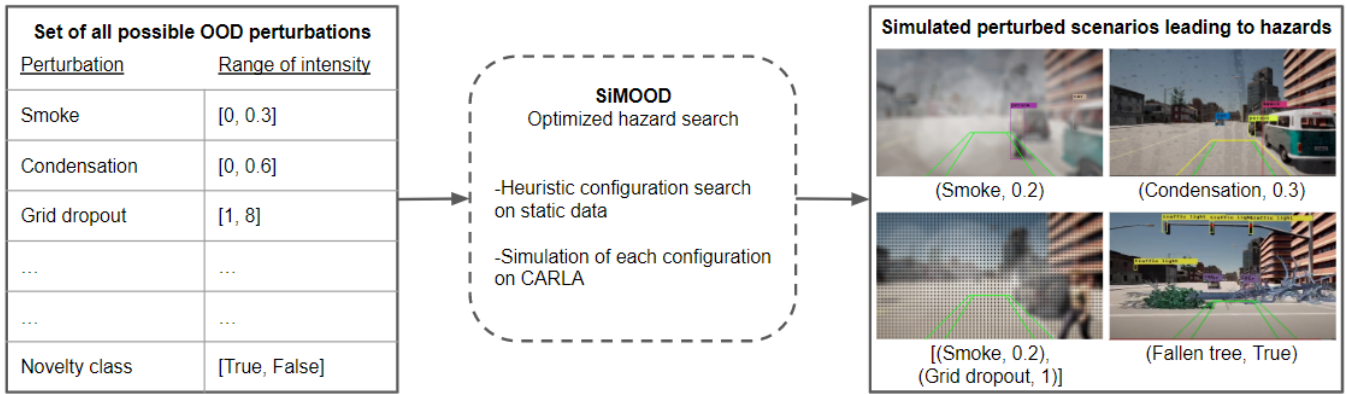 Set of all possible OOD perturbations
Perturbation Range of intensity
Smoke [0, 0.3]
Condensation [0, 0.6]
Grid dropout [1, 8]
... ...
... ...
Novelty class [True, False]
SiMOOD
Optimized hazard search
-Heuristic configuration search
on static data
-Simulation of each configuration
on CARLA
Simulated perturbed scenarios leading to hazards
(Smoke, 0.2)
(Condensation, 0.3)
traffic light
[(Smoke, 0.2),
(Grid dropout, 1)]
(Fallen tree, True)